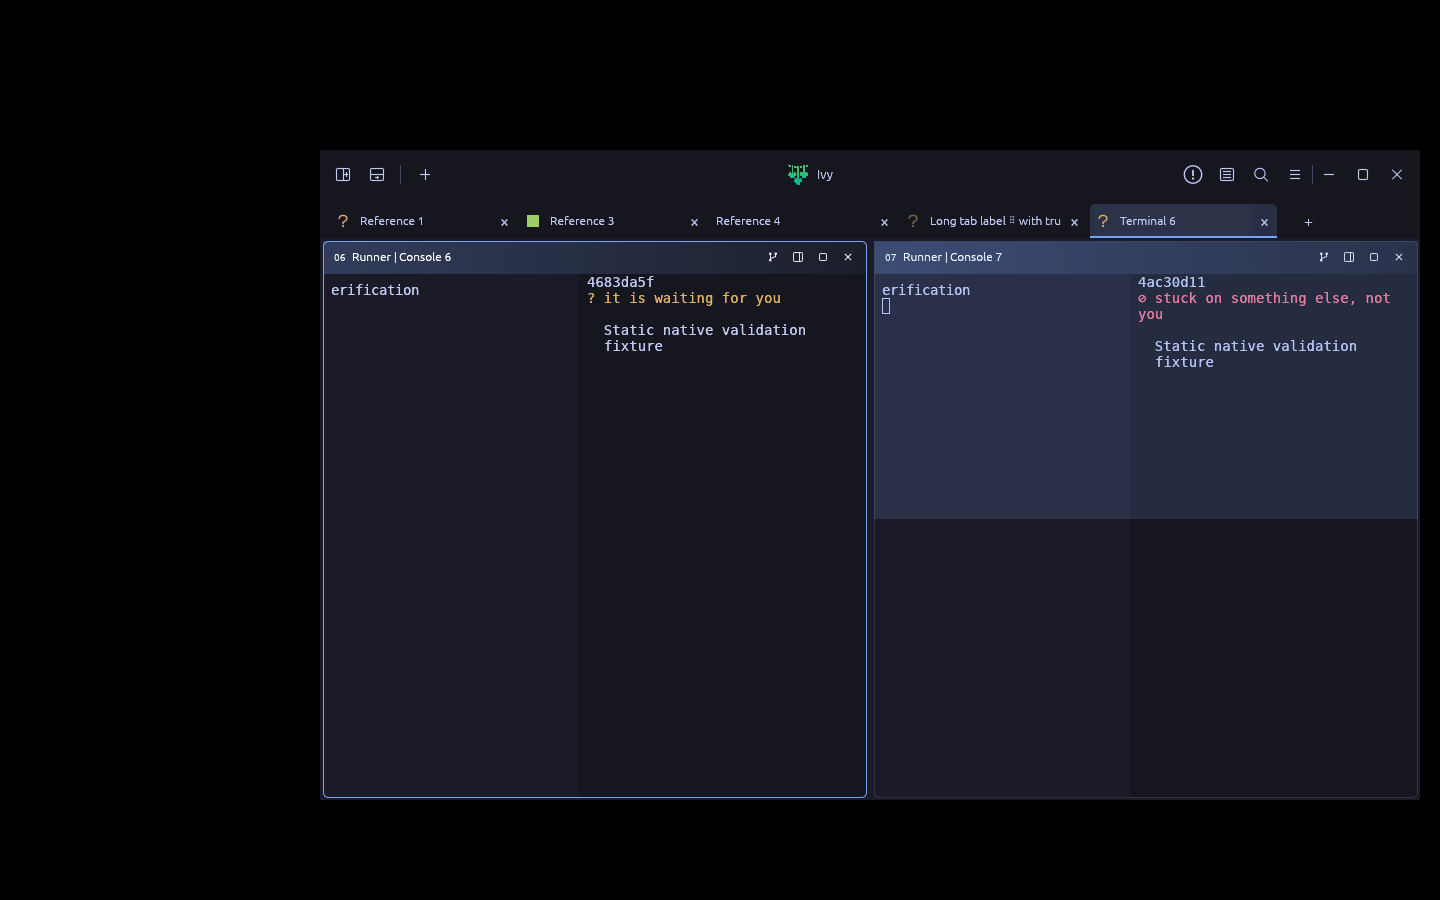 Ivy
? Reference 1 ×
Reference 3 ×
Reference 4 ×
? Long tab label ⠿ with tru ×
? Terminal 6 ×
06 Runner | Console 6
erification
4683da5f
? it is waiting for you
Static native validation
fixture
07 Runner | Console 7
erification
4ac30d11
⊘ stuck on something else, not
you
Static native validation
fixture